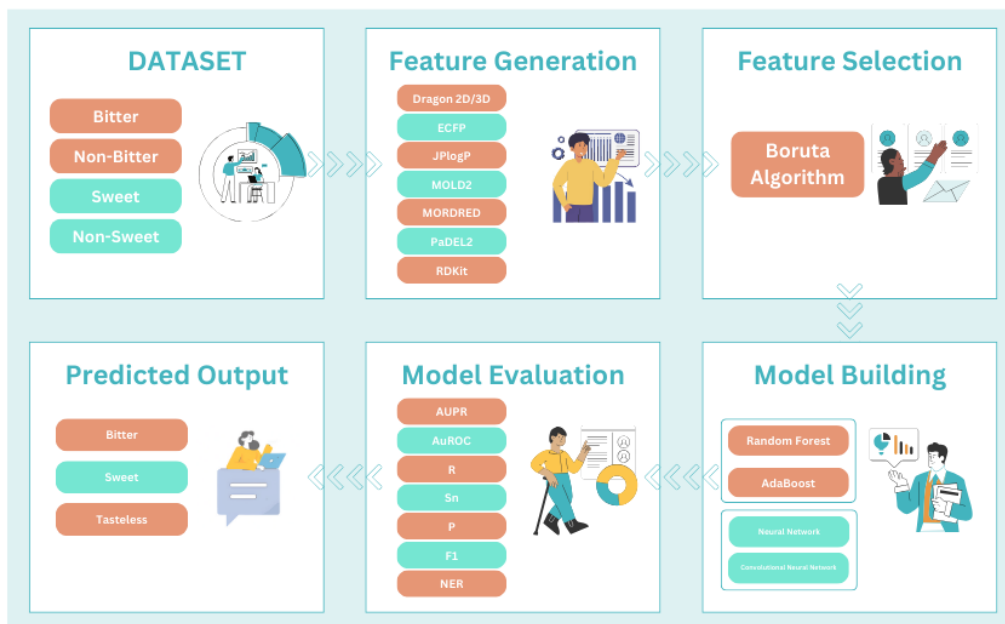 DATASET
Bitter
Non-Bitter
Sweet
Non-Sweet
Feature Generation
Dragon 2D/3D
ECFP
JPlogP
MOLD2
MORDRED
PaDEL2
RDKit
Feature Selection
Boruta
Algorithm
Model Building
Random Forest
AdaBoost
Neural Network
Convolutional Neural Network
Model Evaluation
AUPR
AuROC
R
Sn
P
F1
NER
Predicted Output
Bitter
Sweet
Tasteless